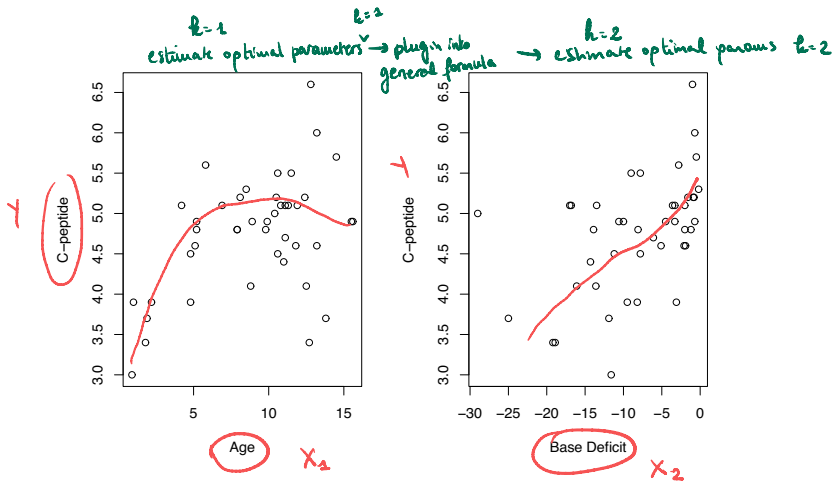 k=1
k=1
k=2
estimate optimal parameters → plug in into general formula → estimate optimal params k=2
Y
C-peptide
6.5
6.0
5.5
5.0
4.5
4.0
3.5
3.0
5
10
15
Age
X1
Y
C-peptide
6.5
6.0
5.5
5.0
4.5
4.0
3.5
3.0
−30
−25
−20
−15
−10
−5
0
Base Deficit
X2